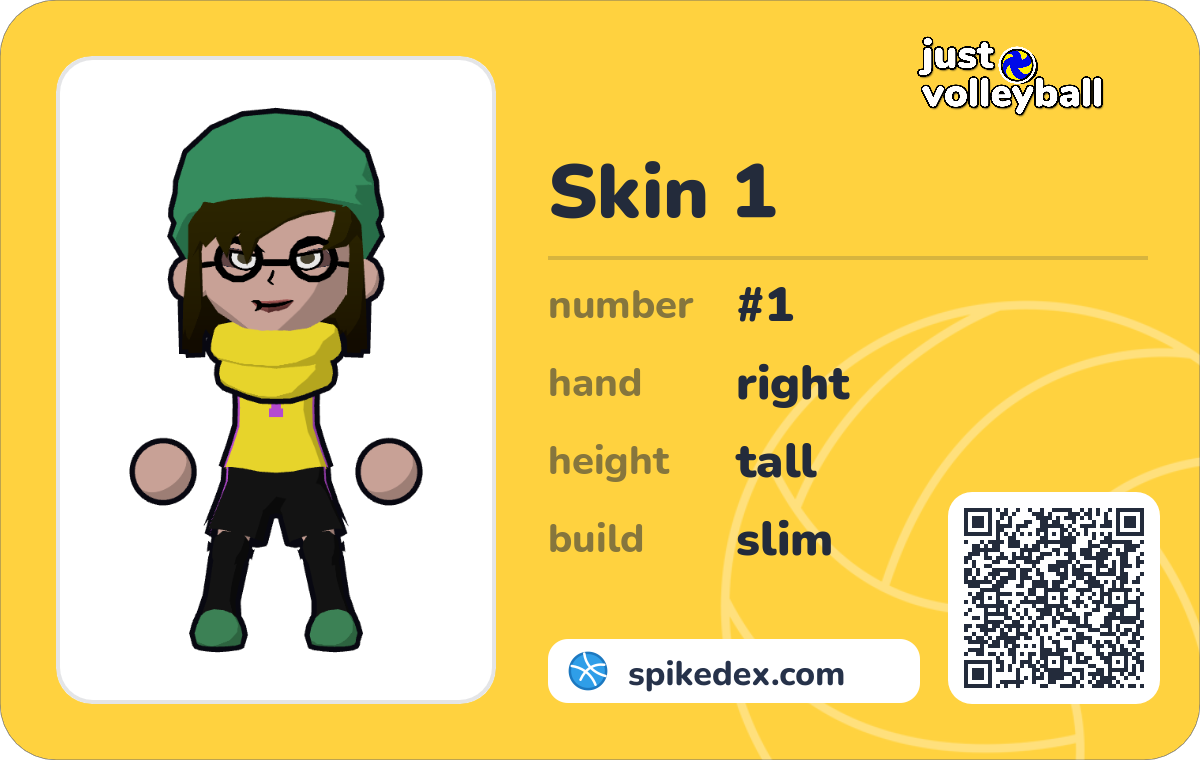 just
volleyball
Skin 1
number #1
hand right
height tall
build slim
spikedex.com